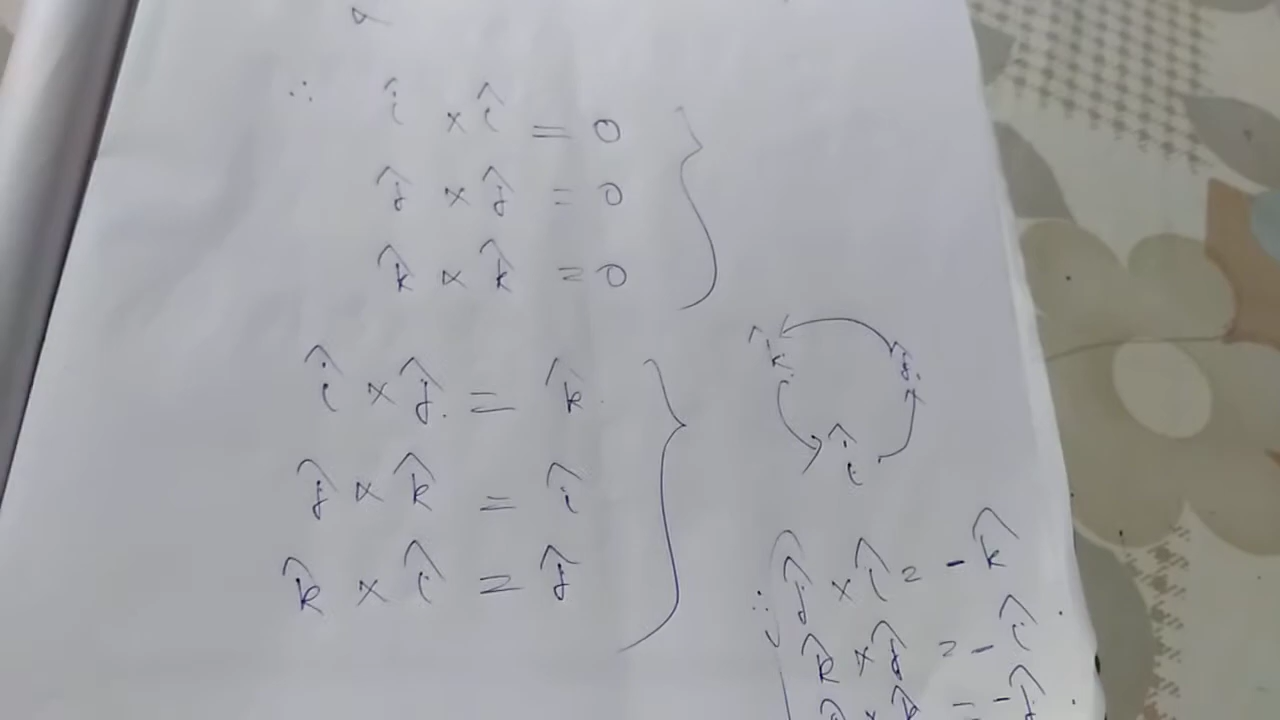 ∴ î × î = 0
ĵ × ĵ = 0
k̂ × k̂ = 0
î × ĵ = k̂
ĵ × k̂ = î
k̂ × î = ĵ
k̂ ĵ
î
∴ ĵ × î = - k̂
k̂ × ĵ = - î
× k̂ = - ĵ